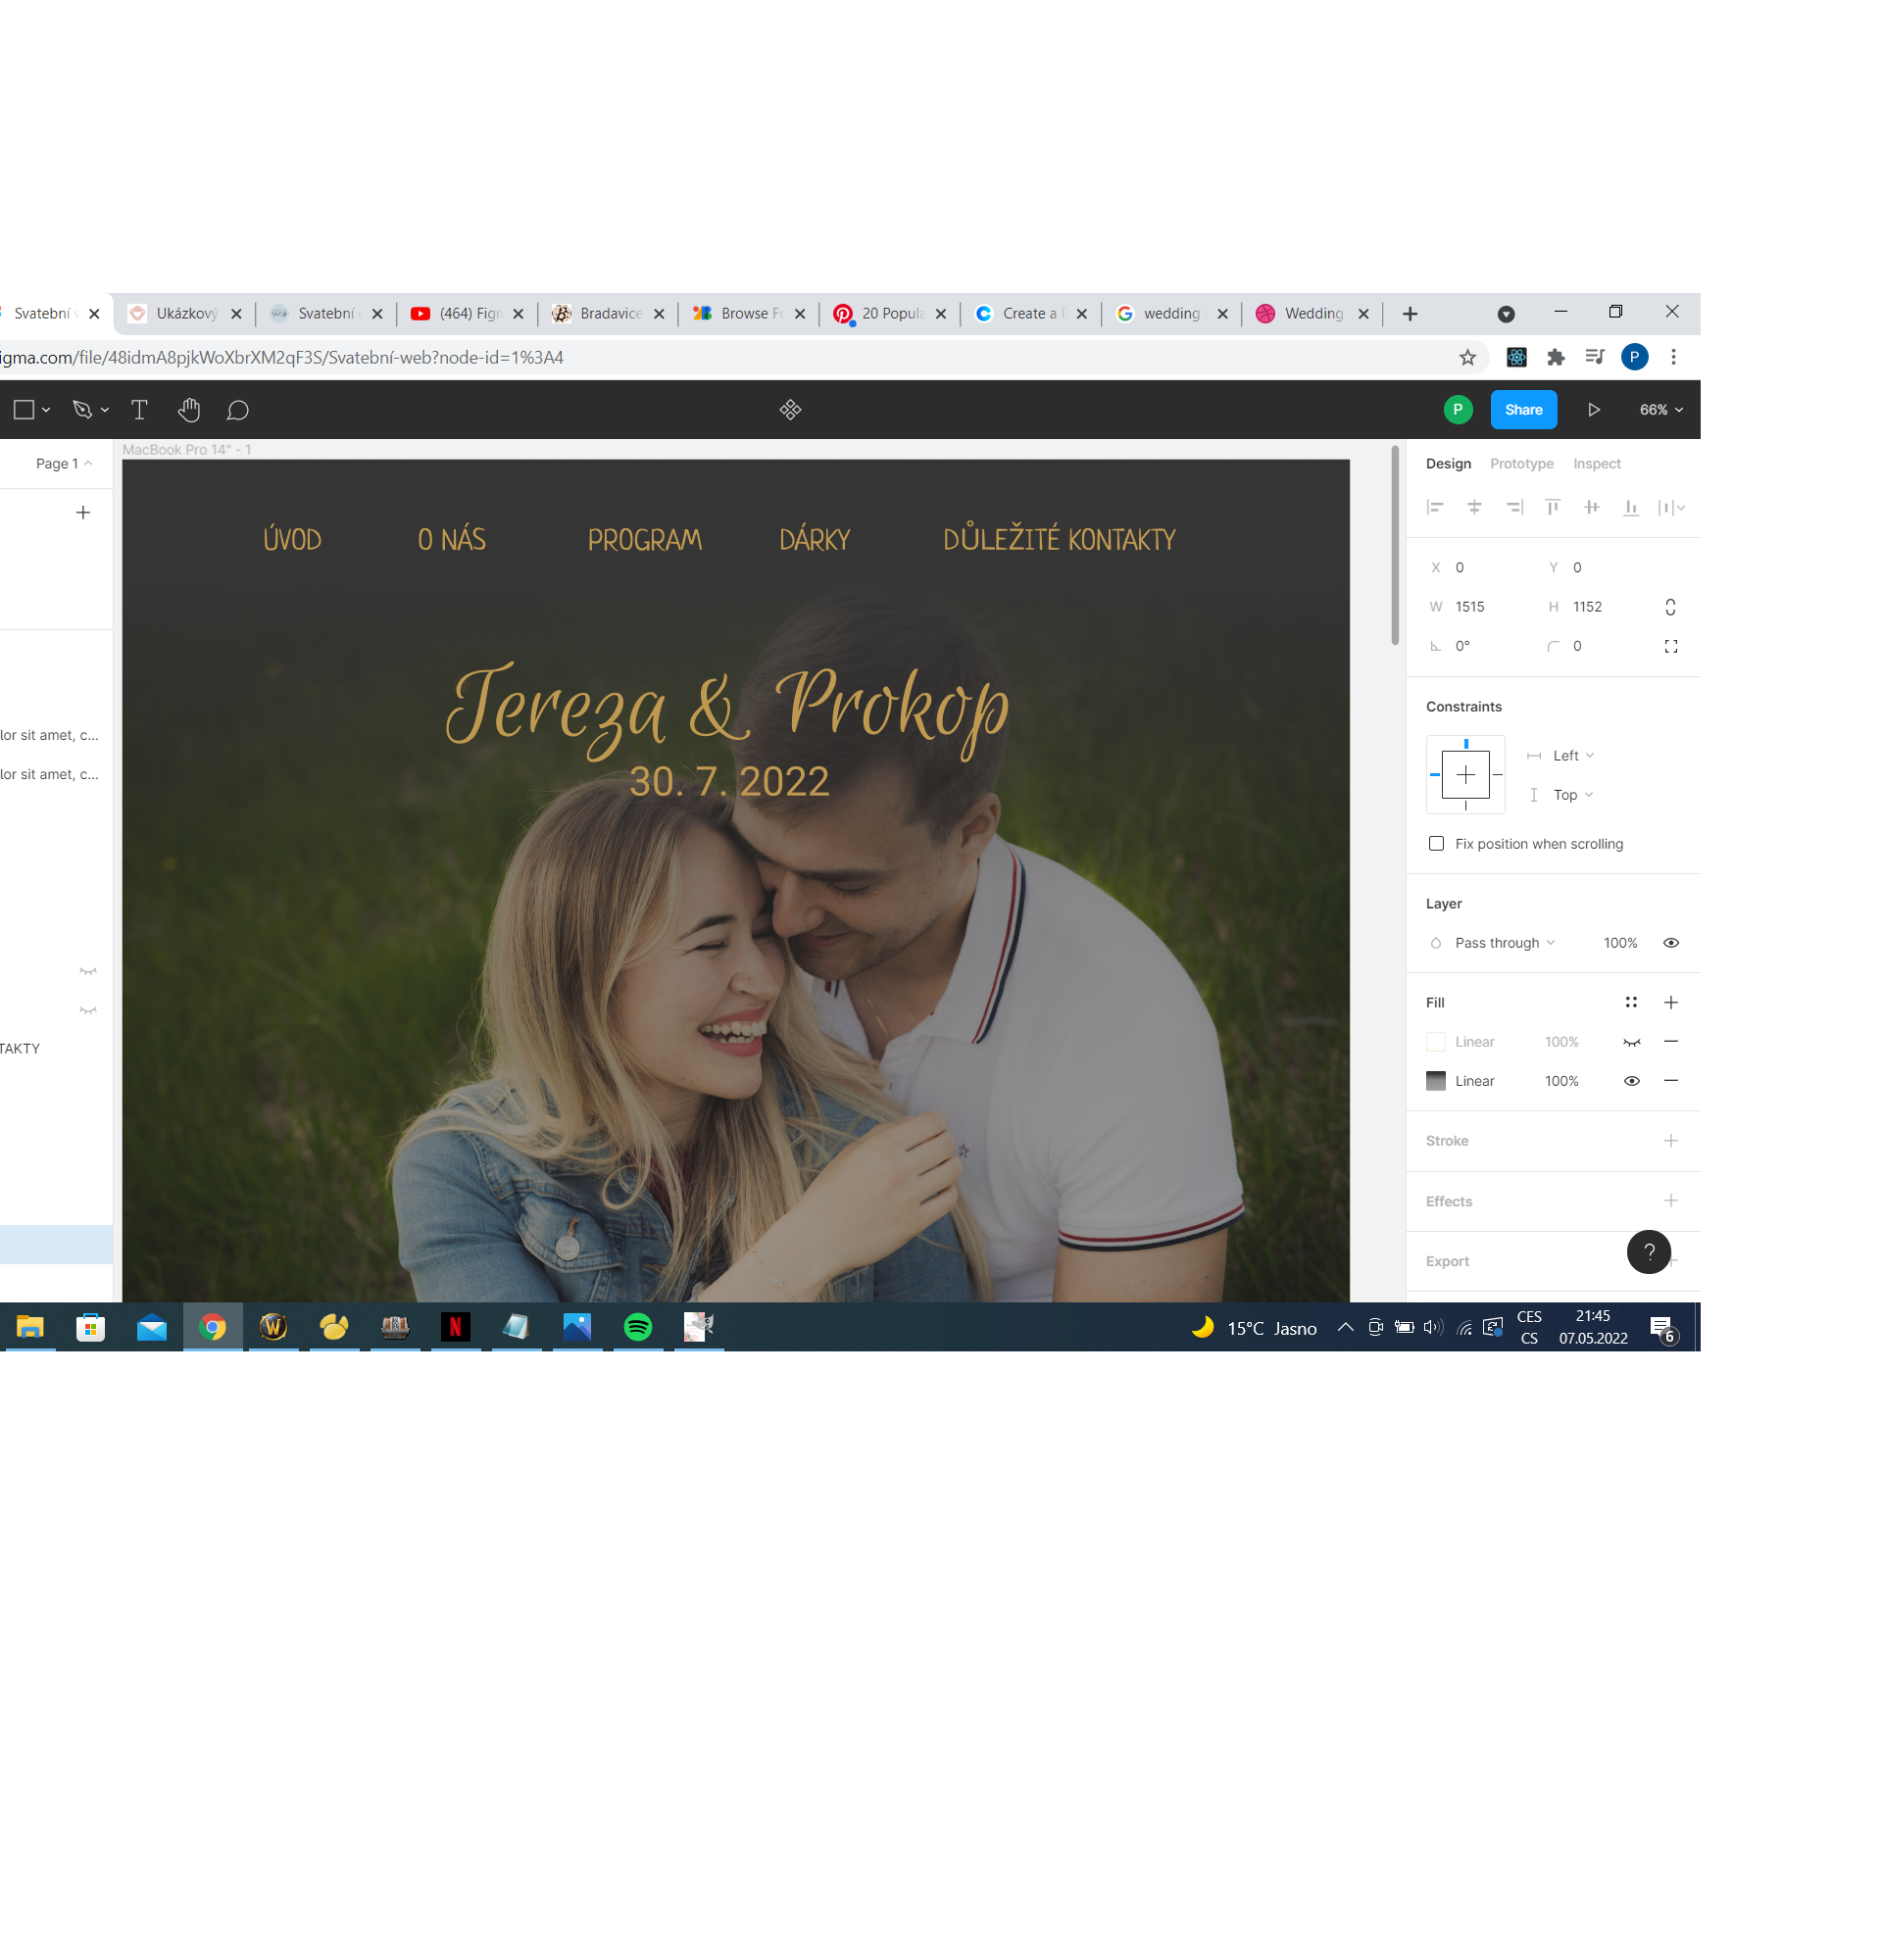 Svatební
Ukázkový
Svatební
(464) Fig
Bradavice
Browse Fo
20 Popula
Create a
wedding
Wedding
igma.com/file/48idmA8pjkWoXbrXM2qF3S/Svatební-web?node-id=1%3A4
P
P
Share
66%
Page 1
MacBook Pro 14" - 1
Design Prototype Inspect
ÚVOD O NÁS PROGRAM DÁRKY DŮLEŽITÉ KONTAKTY
X 0 Y 0
W 1515 H 1152
0° 0
Tereza & Prokop
30. 7. 2022
Constraints
lor sit amet, c...
lor sit amet, c...
Left
Top
Fix position when scrolling
Layer
Pass through 100%
Fill
Linear 100%
Linear 100%
TAKTY
Stroke
Effects
Export
?
N
15°C Jasno
CES
CS
21:45
07.05.2022
6